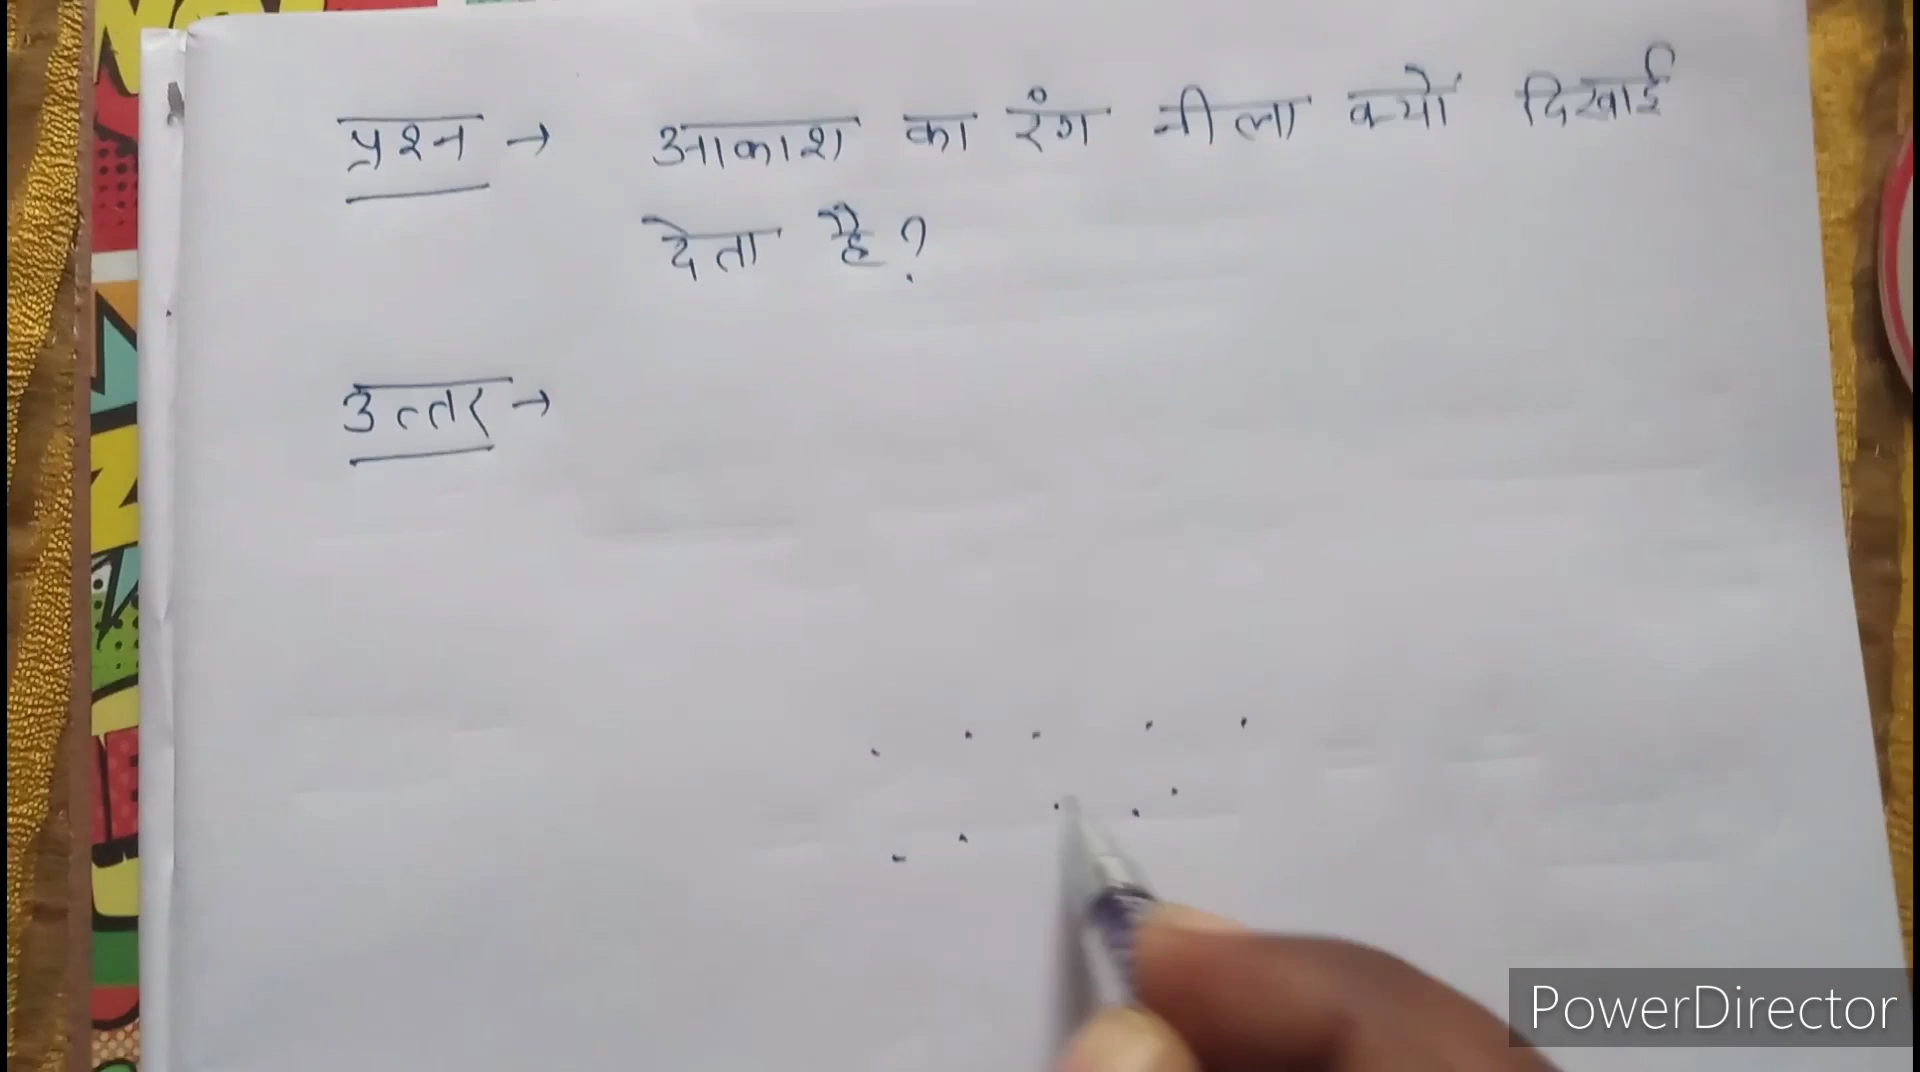 प्रश्न → आकाश का रंग नीला क्यों दिखाई
देता है?
उत्तर →
PowerDirector